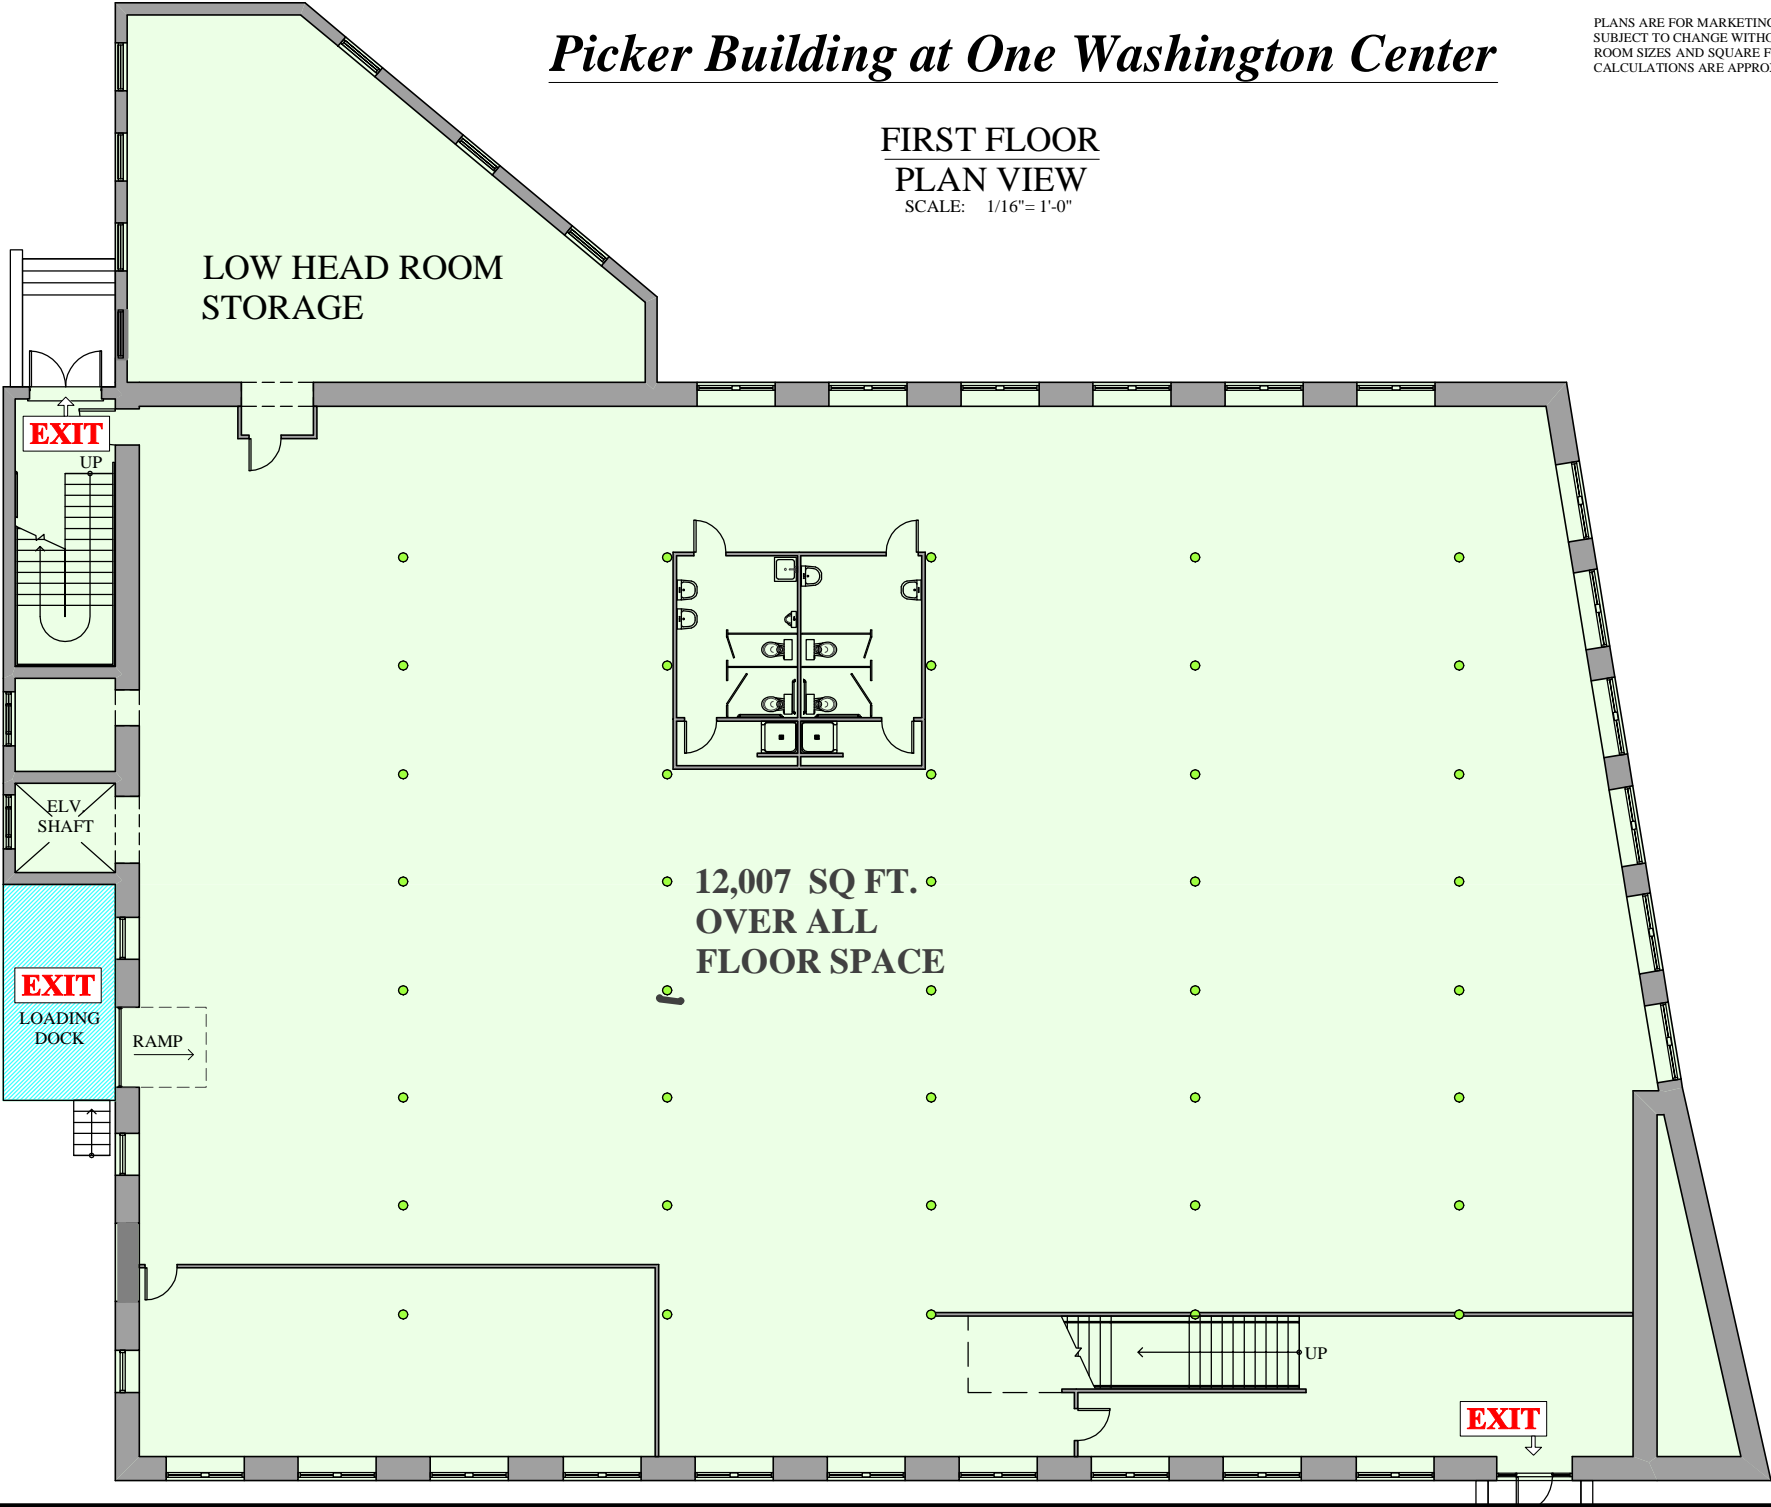 Picker Building at One Washington Center
PLANS ARE FOR MARKETING
SUBJECT TO CHANGE
ROOM SIZES AND SQUARE
CALCULATIONS ARE
FIRST FLOOR
PLAN VIEW
SCALE: 1/16"= 1'-0"
LOW HEAD ROOM
STORAGE
EXIT
UP
ELV.
SHAFT
12,007 SQ FT.
OVER ALL
FLOOR SPACE
EXIT
LOADING
DOCK
RAMP
UP
EXIT